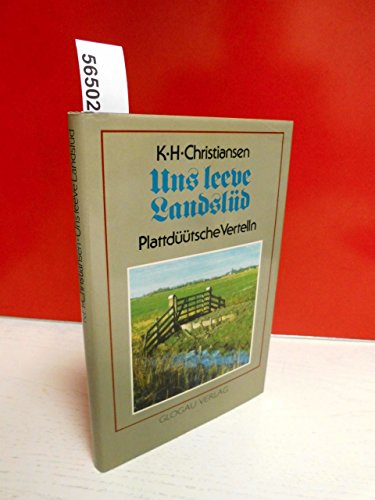 56502
K·H·Christiansen
Uns leeve
Landslüd
Plattdüütsche Vertelln
GLOGAU VERLAG
K.H.Christiansen · Uns leeve Landslüd